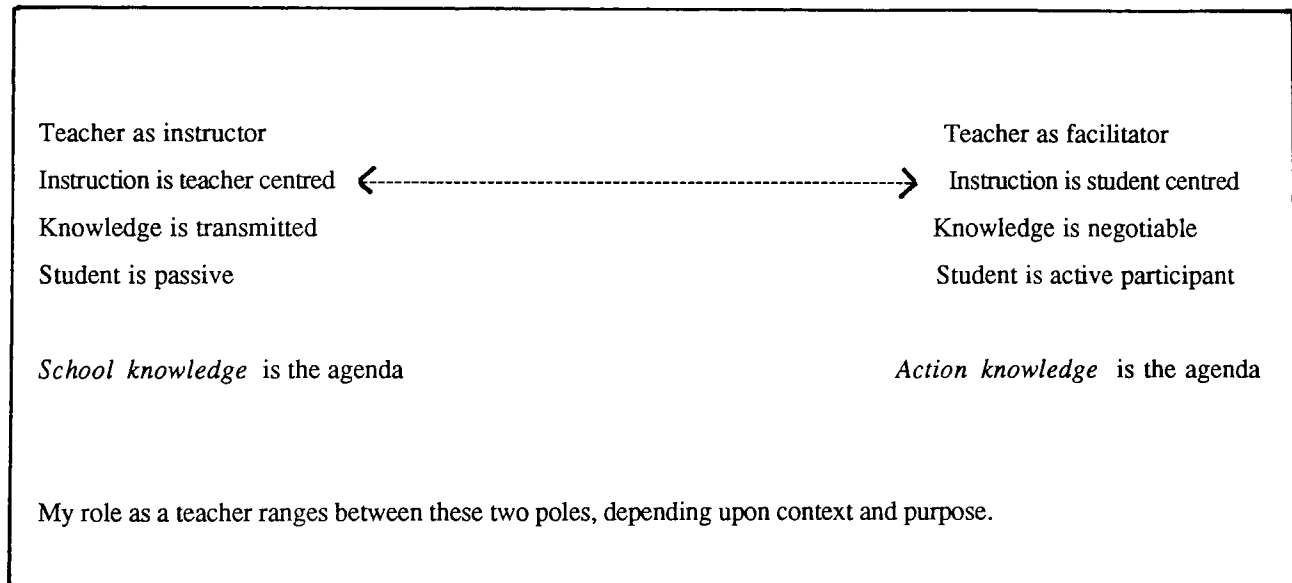 Teacher as instructor Teacher as facilitator
Instruction is teacher centred Instruction is student centred
Knowledge is transmitted Knowledge is negotiable
Student is passive Student is active participant
School knowledge is the agenda Action knowledge is the agenda
My role as a teacher ranges between these two poles, depending upon context and purpose.